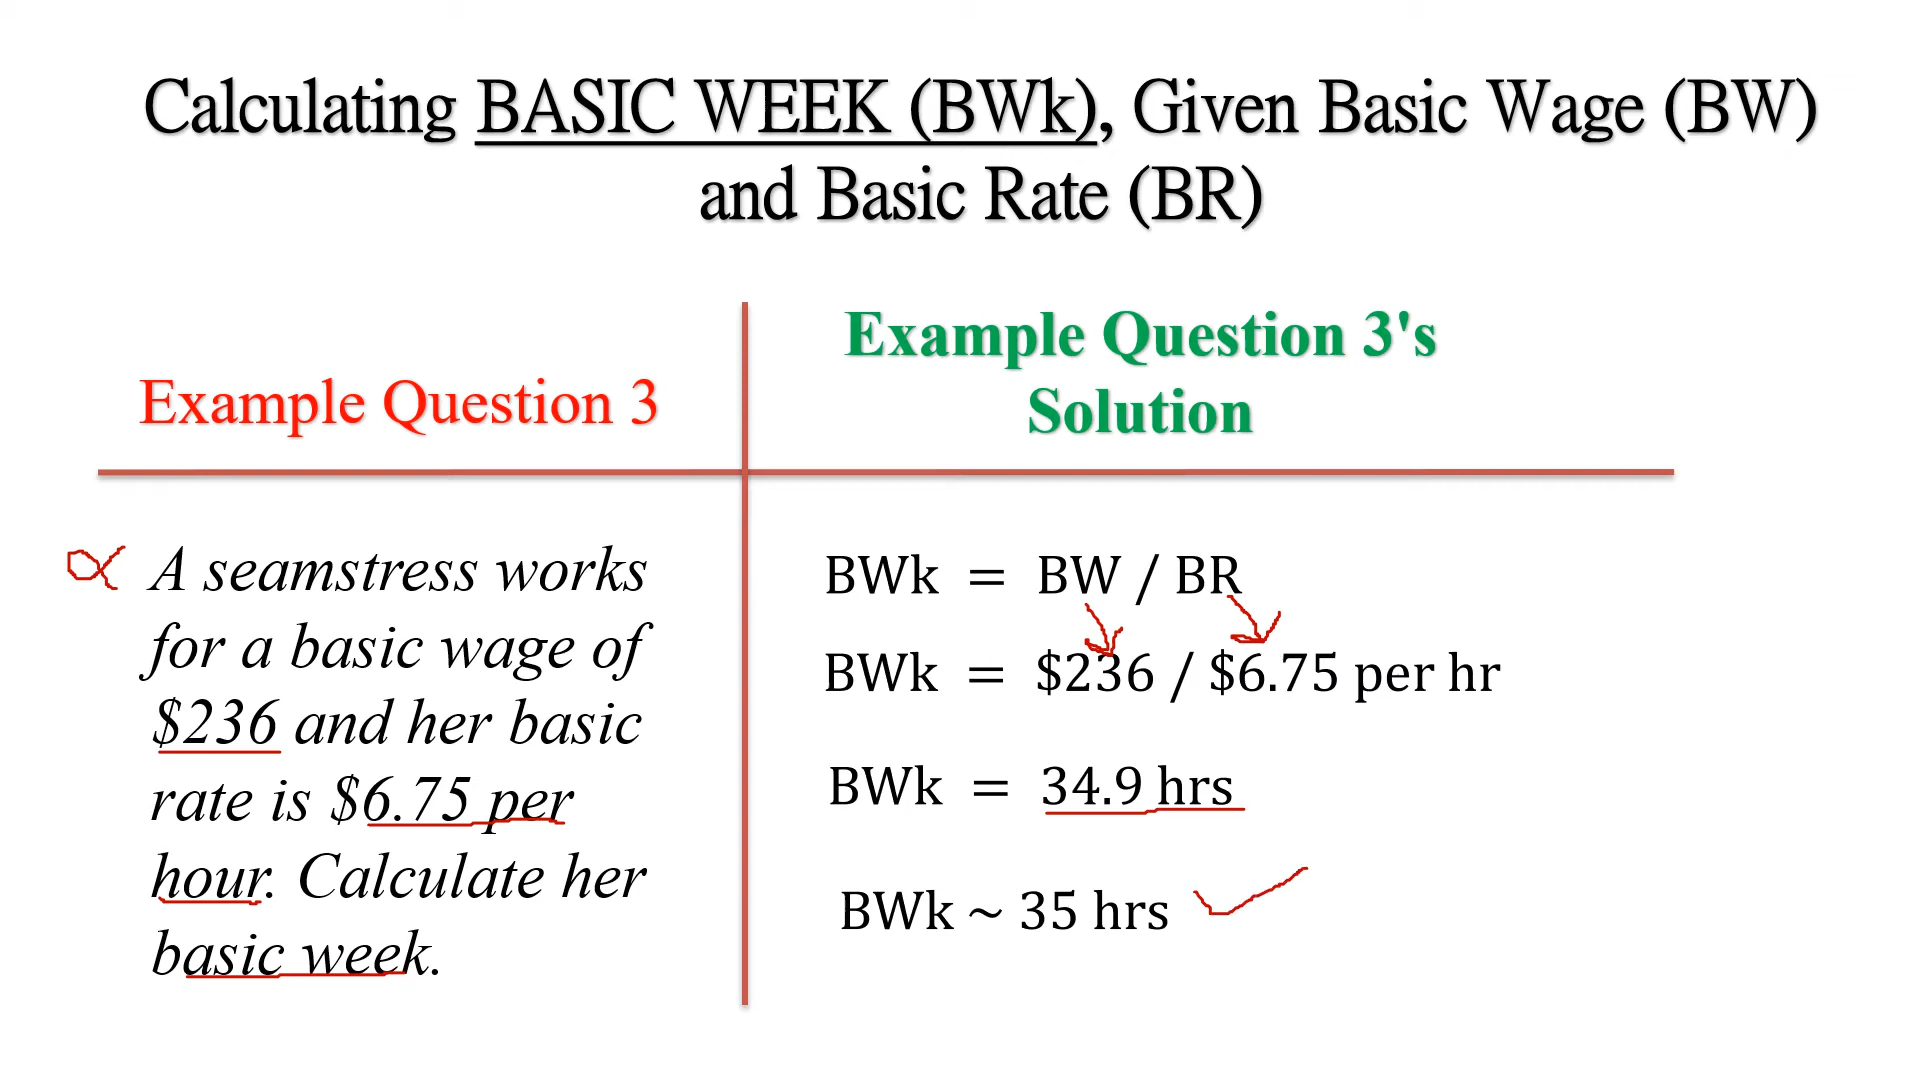 Calculating BASIC WEEK (BWk), Given Basic Wage (BW)
and Basic Rate (BR)
Example Question 3
Example Question 3's
Solution
A seamstress works
for a basic wage of
$236 and her basic
rate is $6.75 per
hour. Calculate her
basic week.
BWk = BW / BR
BWk = $236 / $6.75 per hr
BWk = 34.9 hrs
BWk ~ 35 hrs